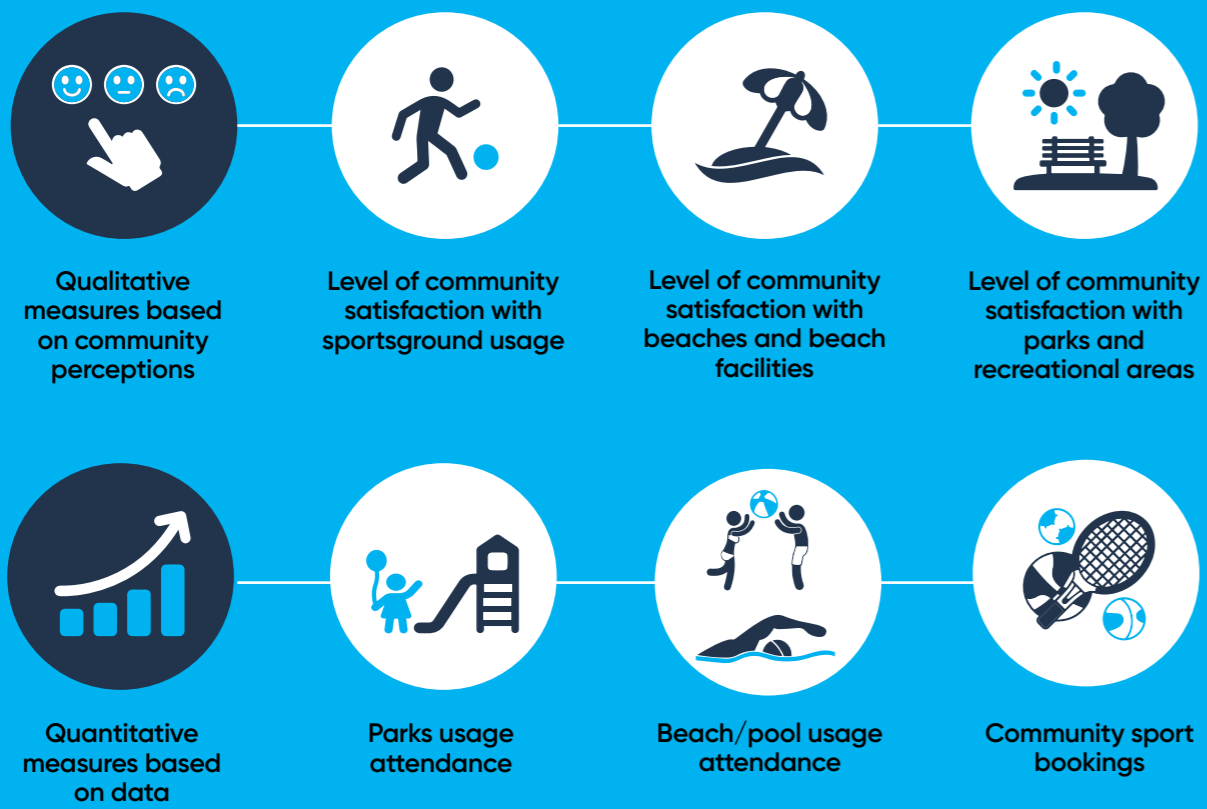 Qualitative
measures based
on community
perceptions
Level of community
satisfaction with
sportsground usage
Level of community
satisfaction with
beaches and beach
facilities
Level of community
satisfaction with
parks and
recreational areas
Quantitative
measures based
on data
Parks usage
attendance
Beach/pool usage
attendance
Community sport
bookings